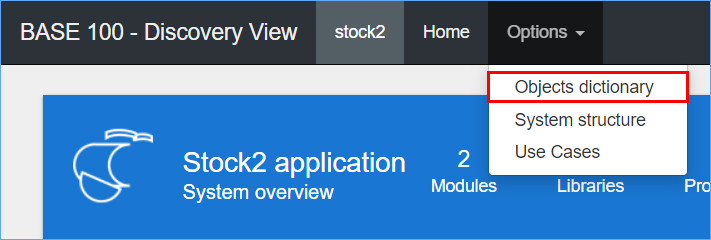 BASE 100 - Discovery View stock2 Home Options
Objects dictionary
System structure
Use Cases
Stock2 application
System overview
2
Modules
Libraries